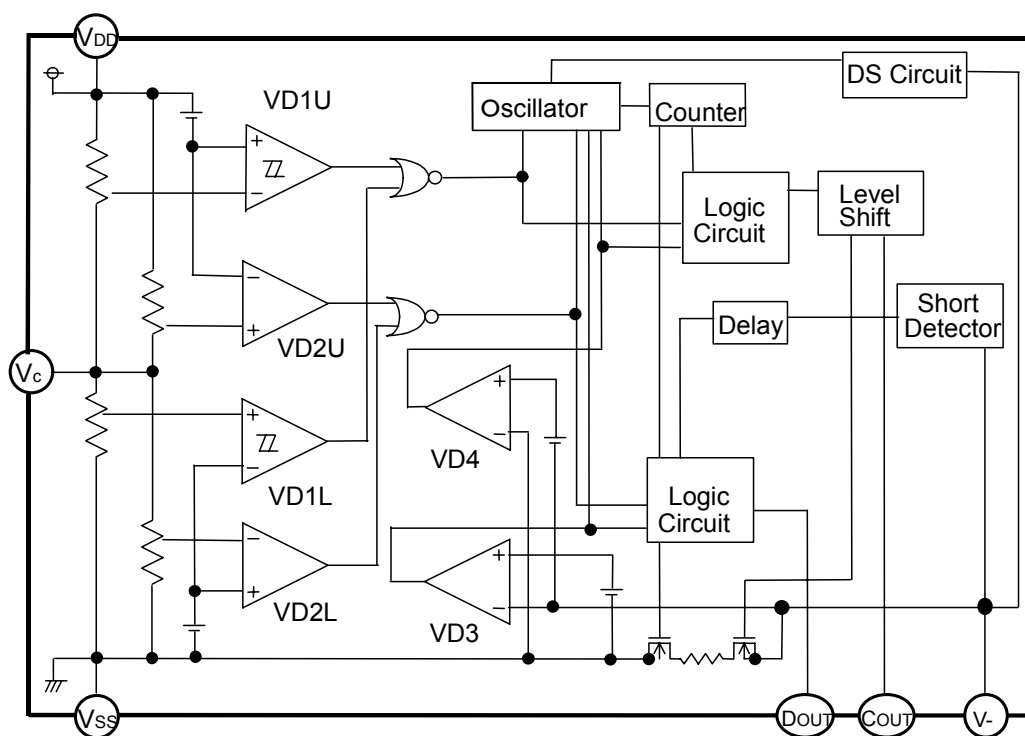 VDD
VD1U
+
−
Oscillator
Counter
DS Circuit
Logic
Circuit
Level
Shift
−
+
VD2U
Delay
Short
Detector
Vc
+
−
VD1L
+
−
VD4
Logic
Circuit
−
+
VD2L
+
−
VD3
VSS
DOUT
COUT
V-